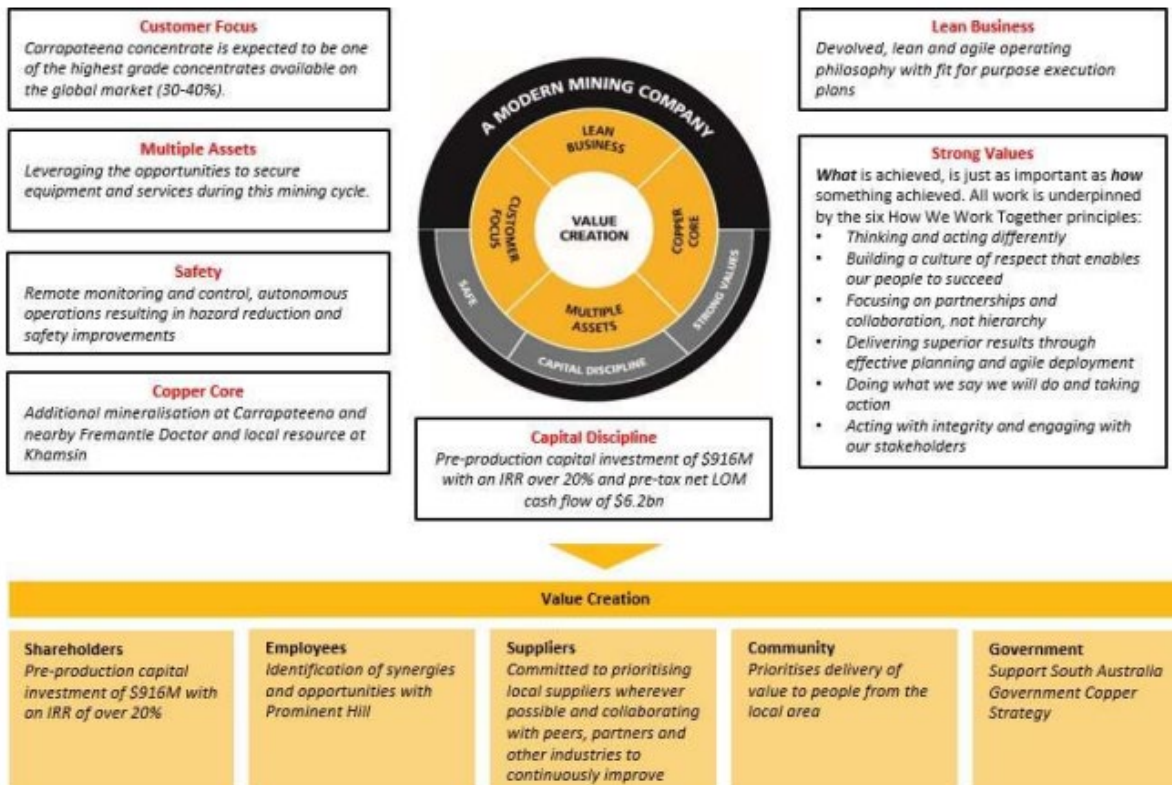 Customer Focus
Carrapateena concentrate is expected to be one
of the highest grade concentrates available on
the global market (30-40%).
Multiple Assets
Leveraging the opportunities to secure
equipment and services during this mining cycle.
Safety
Remote monitoring and control, autonomous
operations resulting in hazard reduction and
safety improvements
Copper Core
Additional mineralisation at Carrapateena and
nearby Fremantle Doctor and local resource at
Khamsin
A MODERN MINING COMPANY
LEAN
BUSINESS
CUSTOMER
FOCUS
VALUE
CREATION
COPPER
CORE
MULTIPLE
ASSETS
SAFE
CAPITAL DISCIPLINE
STRONG VALUES
Capital Discipline
Pre-production capital investment of $916M
with an IRR over 20% and pre-tax net LOM
cash flow of $6.2bn
Lean Business
Devolved, lean and agile operating
philosophy with fit for purpose execution
plans
Strong Values
What is achieved, is just as important as how
something achieved. All work is underpinned
by the six How We Work Together principles:
• Thinking and acting differently
• Building a culture of respect that enables
our people to succeed
• Focusing on partnerships and
collaboration, not hierarchy
• Delivering superior results through
effective planning and agile deployment
• Doing what we say we will do and taking
action
• Acting with integrity and engaging with
our stakeholders
Value Creation
Shareholders
Pre-production capital
investment of $916M with
an IRR of over 20%
Employees
Identification of synergies
and opportunities with
Prominent Hill
Suppliers
Committed to prioritising
local suppliers wherever
possible and collaborating
with peers, partners and
other industries to
continuously improve
Community
Prioritises delivery of
value to people from the
local area
Government
Support South Australia
Government Copper
Strategy